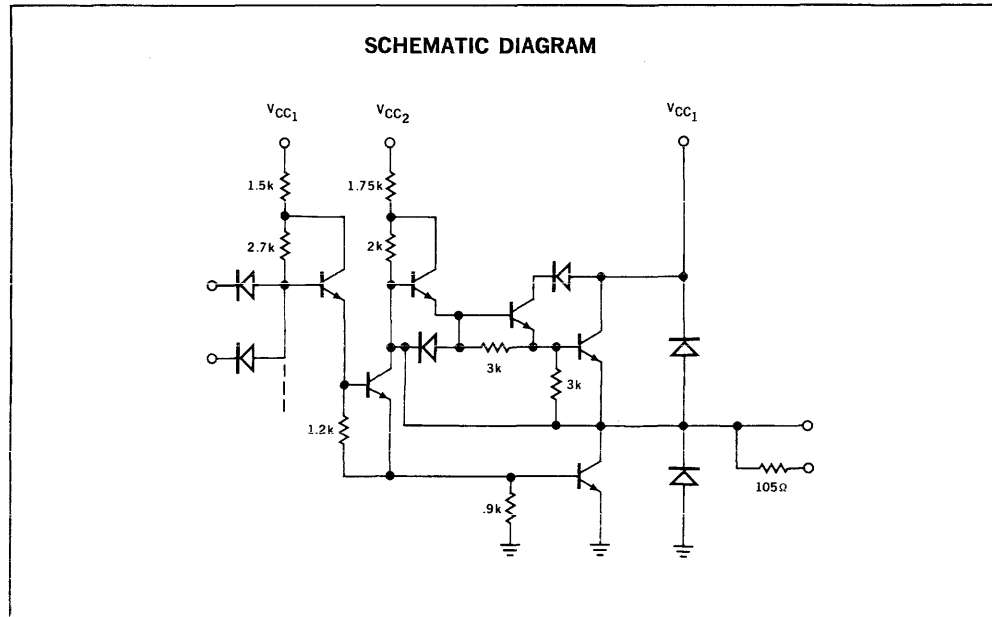 SCHEMATIC DIAGRAM
VCC1
VCC2
VCC1
1.5k
1.75k
2.7k
2k
3k
3k
1.2k
.9k
105Ω